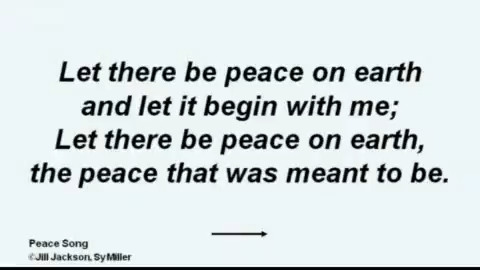 Let there be peace on earth
and let it begin with me;
Let there be peace on earth,
the peace that was meant to be.
Peace Song
©Jill Jackson, Sy Miller